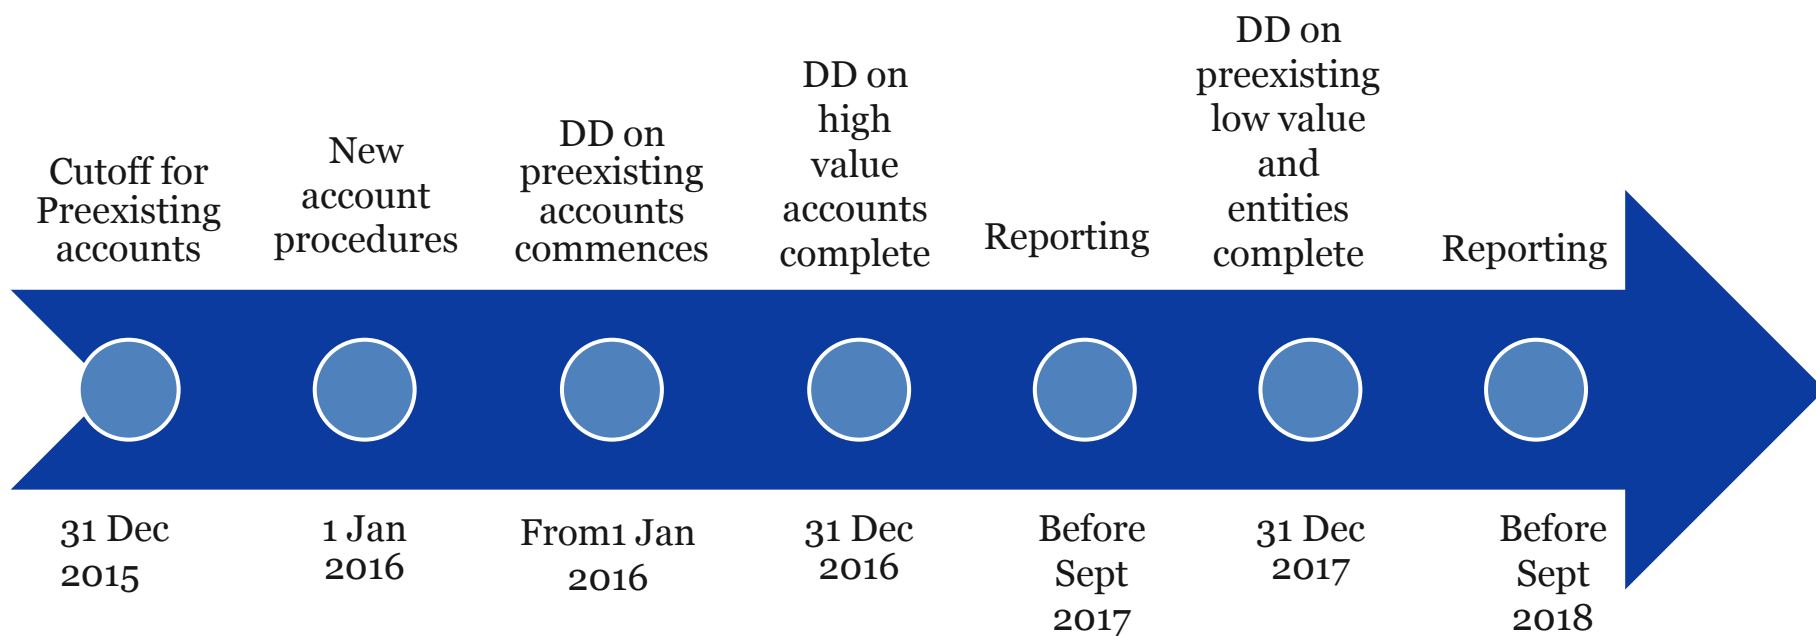 Cutoff for
Preexisting
accounts
New
account
procedures
DD on
preexisting
accounts
commences
DD on
high
value
accounts
complete
Reporting
DD on
preexisting
low value
and
entities
complete
Reporting
31 Dec
2015
1 Jan
2016
From1 Jan
2016
31 Dec
2016
Before
Sept
2017
31 Dec
2017
Before
Sept
2018